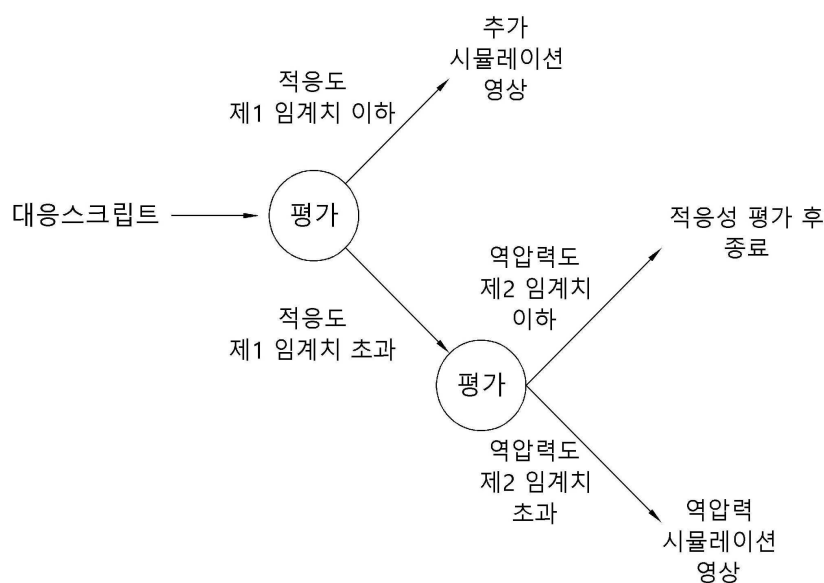 추가
시뮬레이션
영상
적응도
제1 임계치 이하
대응스크립트
평가
적응성 평가 후
종료
역압력도
제2 임계치
이하
적응도
제1 임계치 초과
평가
역압력도
제2 임계치
초과
역압력
시뮬레이션
영상